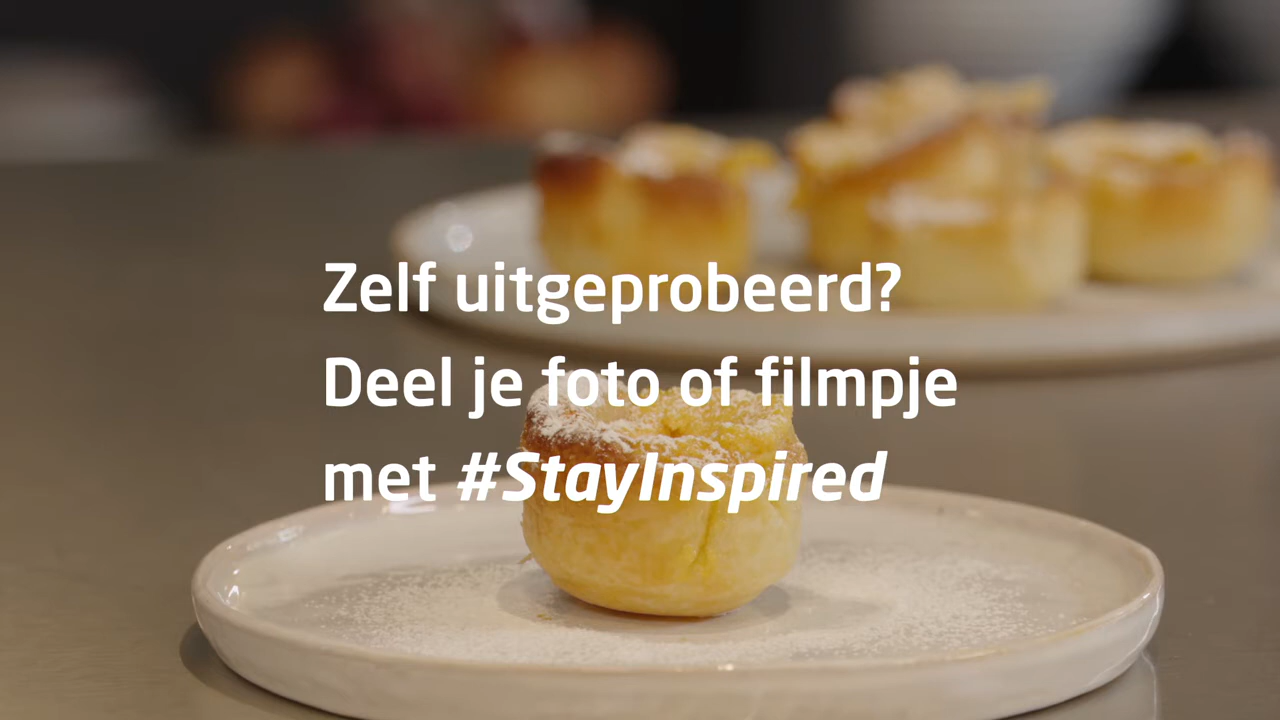 Zelf uitgeprobeerd?
Deel je foto of filmpje
met #StayInspired